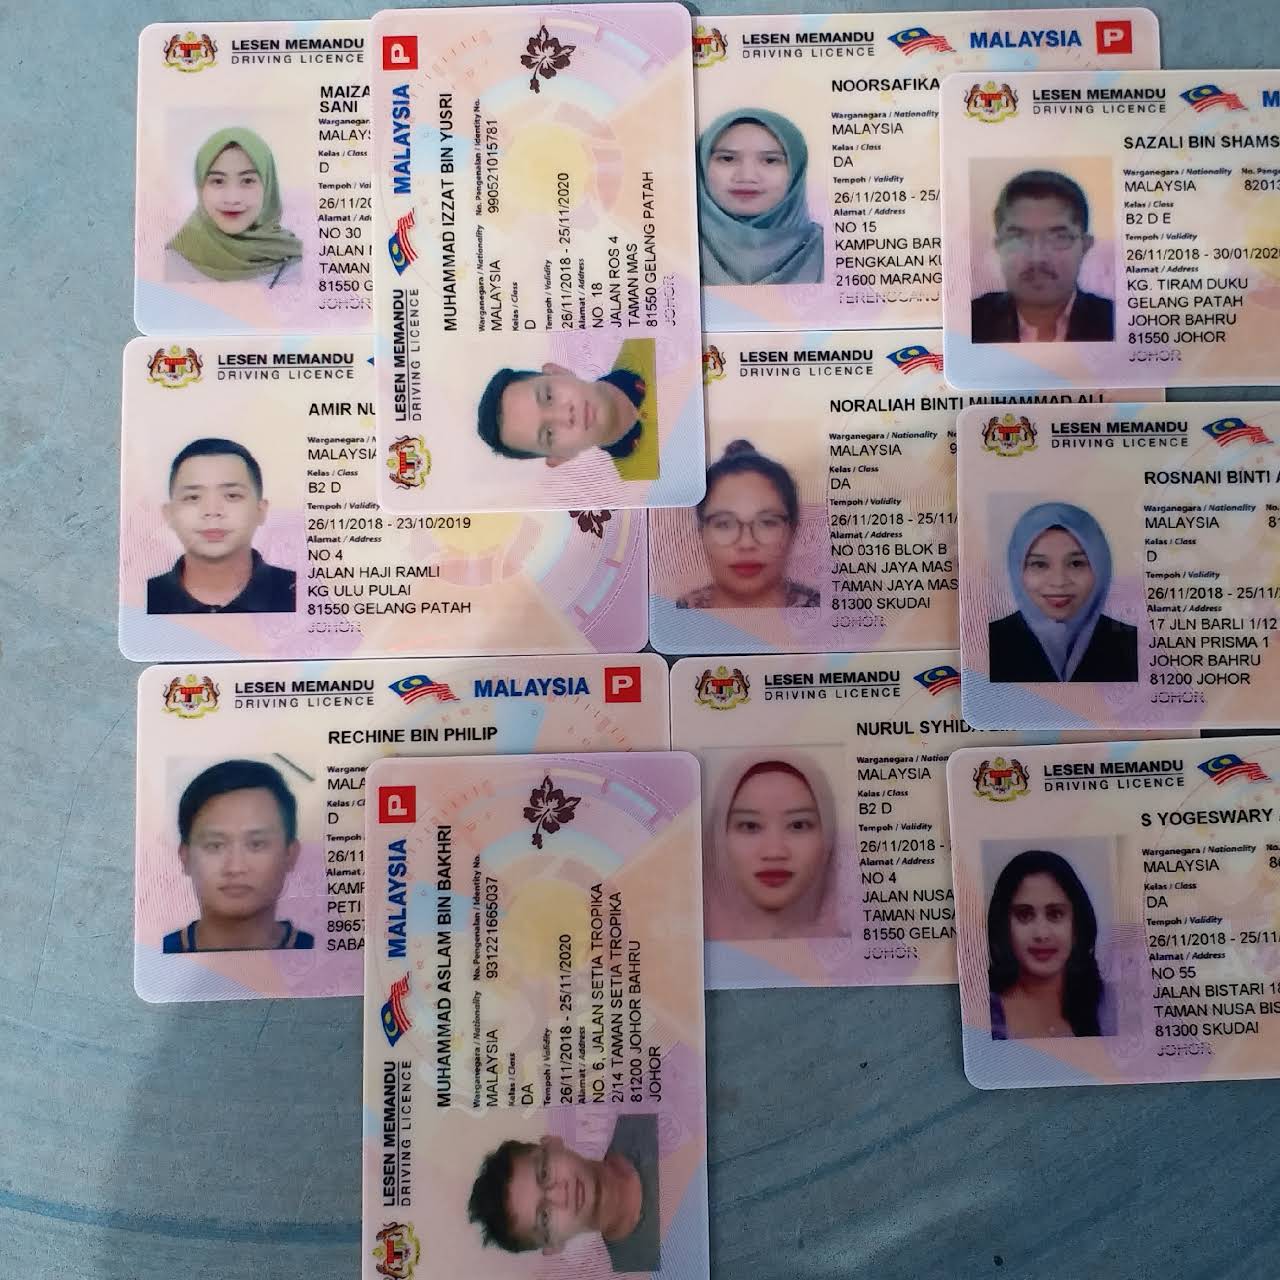 LESEN MEMANDU
DRIVING LICENCE
SANI
Warganegara
Kelas / Class
D
NO 30
TAMAN
JOHOR
LESEN MEMANDU
DRIVING LICENCE
MALAYSIA P
MUHAMMAD IZZAT BIN YUSRI
Warganegara / Nationality No. Pengenalan / Identity No.
MALAYSIA 990521015781
Kelas / Class
D
Tempoh / Validity
26/11/2018 - 25/11/2020
Alamat / Address
NO 18
JALAN ROS 4
TAMAN MAS
81550 GELANG PATAH
JOHOR
LESEN MEMANDU
DRIVING LICENCE
MALAYSIA P
NOORSAFIKA
Warganegara / Nationality
MALAYSIA
Kelas / Class
DA
Tempoh / Validity
26/11/2018 - 25/
Alamat / Address
NO 15
KAMPUNG BAR
PENGKALAN KU
21600 MARANG
LESEN MEMANDU
DRIVING LICENCE
SAZALI BIN SHAMS
Warganegara / Nationality
MALAYSIA
Kelas / Class
B2 D E
Tempoh / Validity
26/11/2018 - 30/01/202
Alamat / Address
KG. TIRAM DUKU
GELANG PATAH
JOHOR BAHRU
81550 JOHOR
JOHOR
LESEN MEMANDU
DRIVING LICENCE
AMIR NU
Warganegara
MALAYSIA
Kelas / Class
B2 D
Tempoh / Validity
26/11/2018 - 23/10/2019
Alamat / Address
NO 4
JALAN HAJI RAMLI
KG ULU PULAI
81550 GELANG PATAH
JOHOR
LESEN MEMANDU
DRIVING LICENCE
NORALIAH BINTI MUHAMMAD ALI
Warganegara / Nationality
MALAYSIA
Kelas / Class
DA
Tempoh / Validity
26/11/2018 - 25/11/
Alamat / Address
NO 0316 BLOK B
JALAN JAYA MAS
TAMAN JAYA MAS
81300 SKUDAI
JOHOR
LESEN MEMANDU
DRIVING LICENCE
ROSNANI BINTI
Warganegara / Nationality No.
MALAYSIA
Kelas / Class
D
Tempoh / Validity
26/11/2018 - 25/11/
Alamat / Address
17 JLN BARLI 1/12
JALAN PRISMA 1
JOHOR BAHRU
81200 JOHOR
JOHOR
LESEN MEMANDU
DRIVING LICENCE
MALAYSIA P
RECHINE BIN PHILIP
Kelas / C
D
Tempoh
26/11
Alamat
KAMP
PETI
8965
SABA
LESEN MEMANDU
DRIVING LICENCE
MALAYSIA P
MUHAMMAD ASLAM BIN BAKHRI
Warganegara / Nationality No. Pengenalan / Identity No.
MALAYSIA 931221665037
Kelas / Class
DA
Tempoh / Validity
26/11/2018 - 25/11/2020
Alamat / Address
NO. 6, JALAN SETIA TROPIKA
2/14 TAMAN SETIA TROPIKA
81200 JOHOR BAHRU
JOHOR
LESEN MEMANDU
DRIVING LICENCE
NURUL
Warganegara / Nation
MALAYSIA
Kelas / Class
B2 D
Tempoh / Validity
26/11/2018 -
Alamat / Address
NO 4
JALAN NUSA
TAMAN NUSA
81550 GELAN
JOHOR
LESEN MEMANDU
DRIVING LICENCE
S YOGESWARY
Warganegara / Nationality No.
MALAYSIA
Kelas / Class
DA
Tempoh / Validity
26/11/2018 - 25/11/
Alamat / Address
NO 55
JALAN BISTARI
TAMAN NUSA BIS
81300 SKUDAI
JOHOR